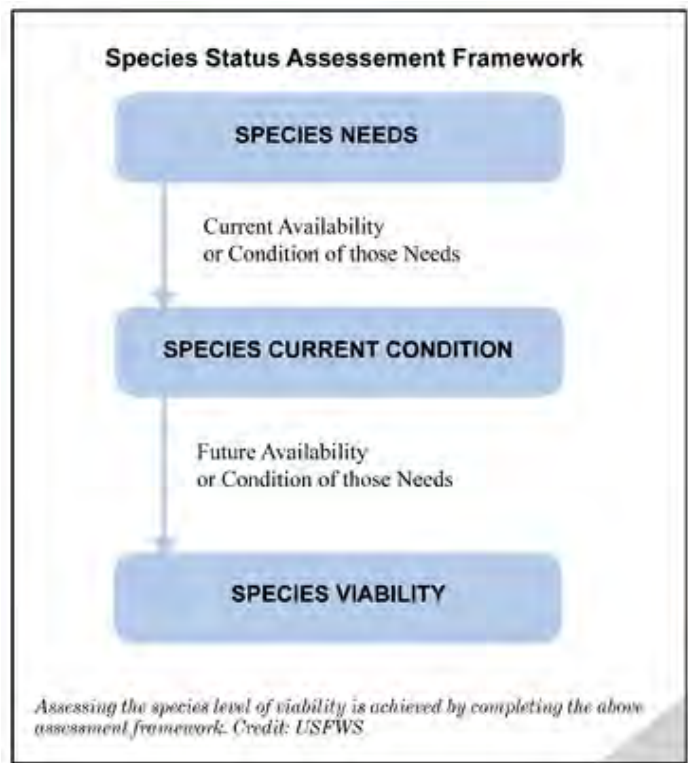 Species Status Assessement Framework
SPECIES NEEDS
Current Availability
or Condition of those Needs
SPECIES CURRENT CONDITION
Future Availability
or Condition of those Needs
SPECIES VIABILITY
Assessing the species level of viability is achieved by completing the above
assessment framework. Credit: USFWS